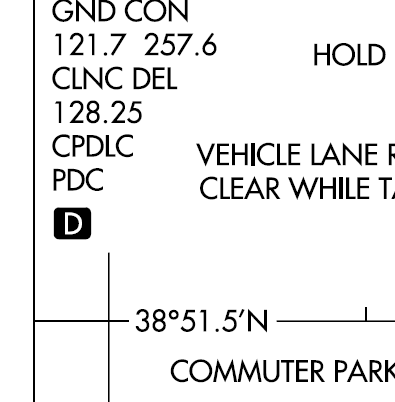 GND CON
121.7 257.6
HOLD
CLNC DEL
128.25
CPDLC
VEHICLE LANE
PDC
CLEAR WHILE
D
38°51.5'N
COMMUTER PARK